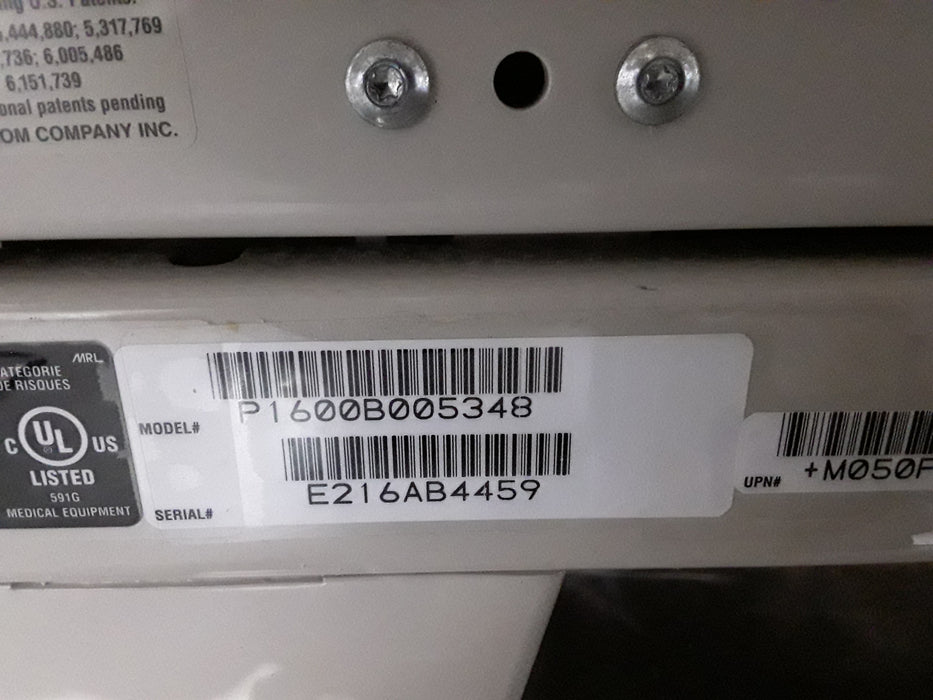 U.S. Patents:
,444,880; 5,317,769
,736; 6,005,486
6,151,739
onal patents pending
OM COMPANY INC.
MRL
ATEGORIE
DE RISQUES
C UL US
LISTED
591G
MEDICAL EQUIPMENT
MODEL#
P1600B005348
SERIAL#
E216AB4459
UPN#
+M050F